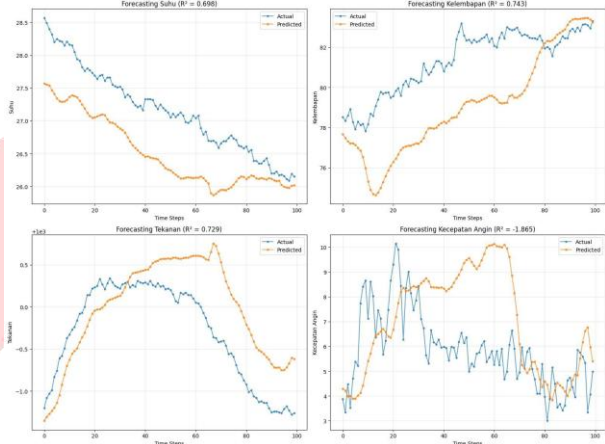 Forecasting Suhu (R² = 0.698)
Actual
Predicted
28.5
28.0
27.5
27.0
26.5
26.0
Suhu
0 20 40 60 80 100
Time Steps
Forecasting Kelembapan (R² = 0.743)
Actual
Predicted
82
80
78
76
Kelembapan
0 20 40 60 80 100
Time Steps
Forecasting Tekanan (R² = 0.729)
+1e3
Actual
Predicted
0.5
0.0
−0.5
−1.0
Tekanan
0 20 40 60 80 100
Time Steps
Forecasting Kecepatan Angin (R² = -1.865)
Actual
Predicted
10
9
8
7
6
5
4
3
Kecepatan Angin
0 20 40 60 80 100
Time Steps